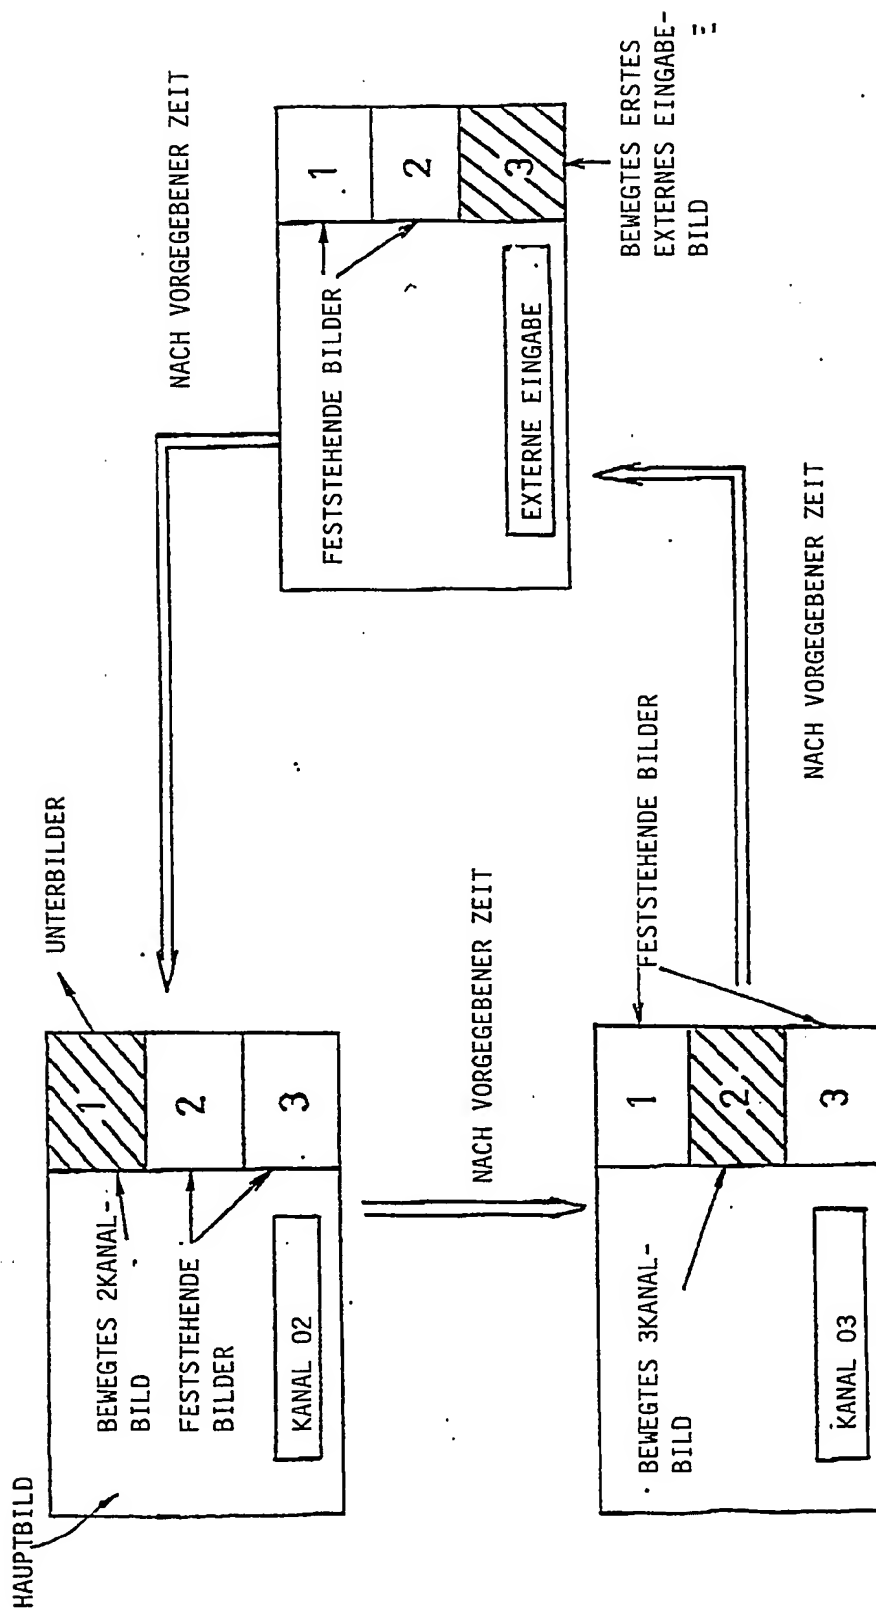 HAUPTBILD
UNTERBILDER
BEWEGTES 2KANAL-
BILD
FESTSTEHENDE
BILDER
KANAL 02
1
2
3
NACH VORGEGEBENER ZEIT
BEWEGTES 3KANAL-
BILD
KANAL 03
1
2
3
FESTSTEHENDE BILDER
NACH VORGEGEBENER ZEIT
FESTSTEHENDE BILDER
EXTERNE EINGABE
1
2
3
BEWEGTES ERSTES
EXTERNES EINGABE-
BILD
NACH VORGEGEBENER ZEIT